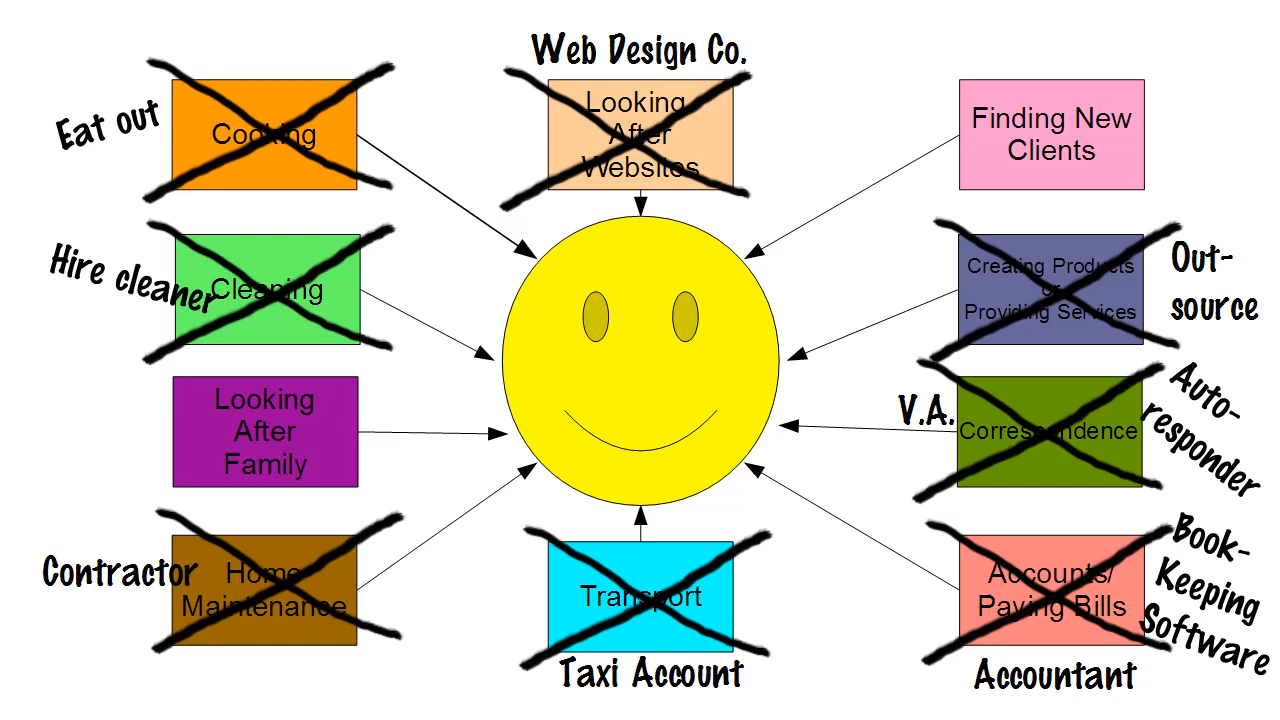 Web Design Co.
Eat out
Cooking
Looking
After
Websites
Finding New
Clients
Hire cleaner
Cleaning
Creating Products
or
Providing Services
Out-
source
Looking
After
Family
V.A.
Correspondence
Auto-
responder
Contractor
Home
Maintenance
Transport
Taxi Account
Accounts/
Paying Bills
Book-
Keeping
Software
Accountant